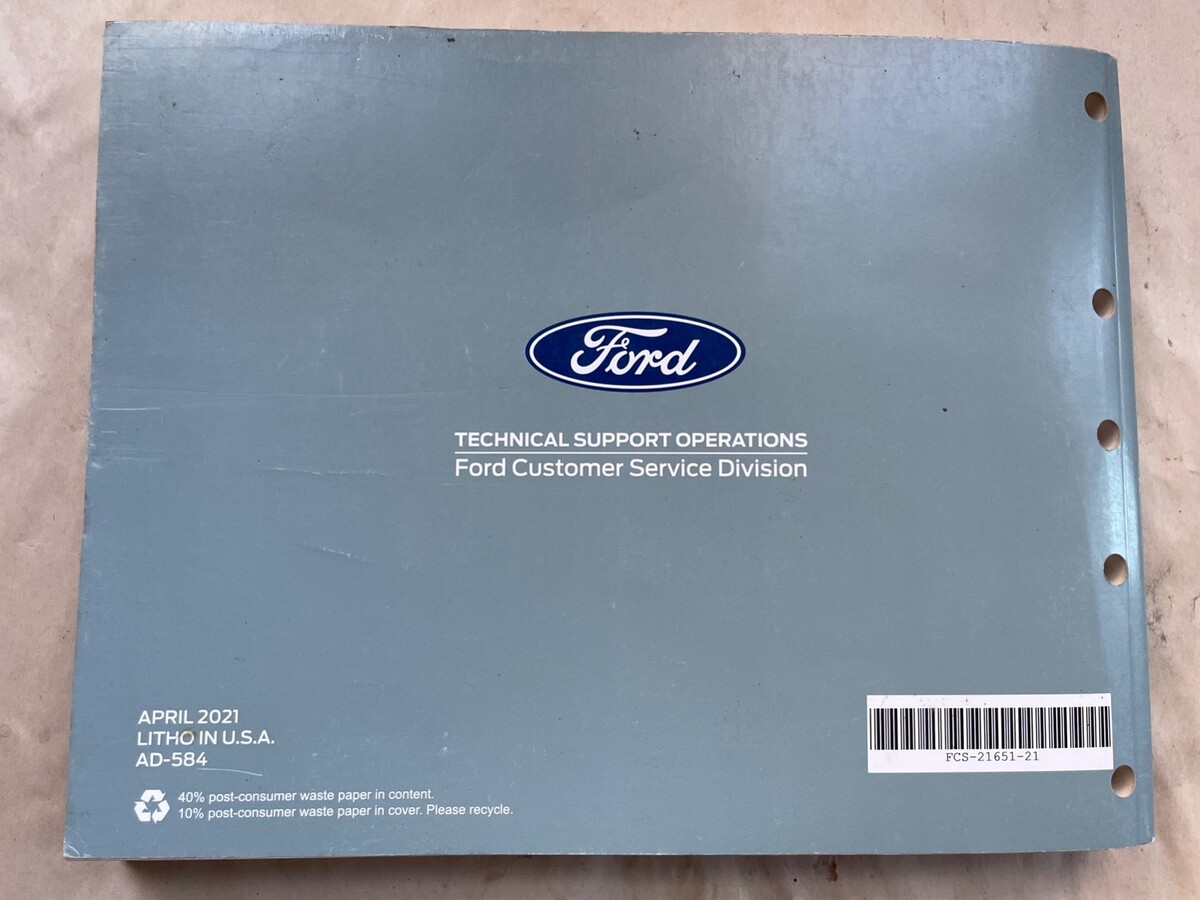 Ford
TECHNICAL SUPPORT OPERATIONS
Ford Customer Service Division
APRIL 2021
LITHO IN U.S.A.
AD-584
40% post-consumer waste paper in content.
10% post-consumer waste paper in cover. Please recycle.
FCS-21651-21